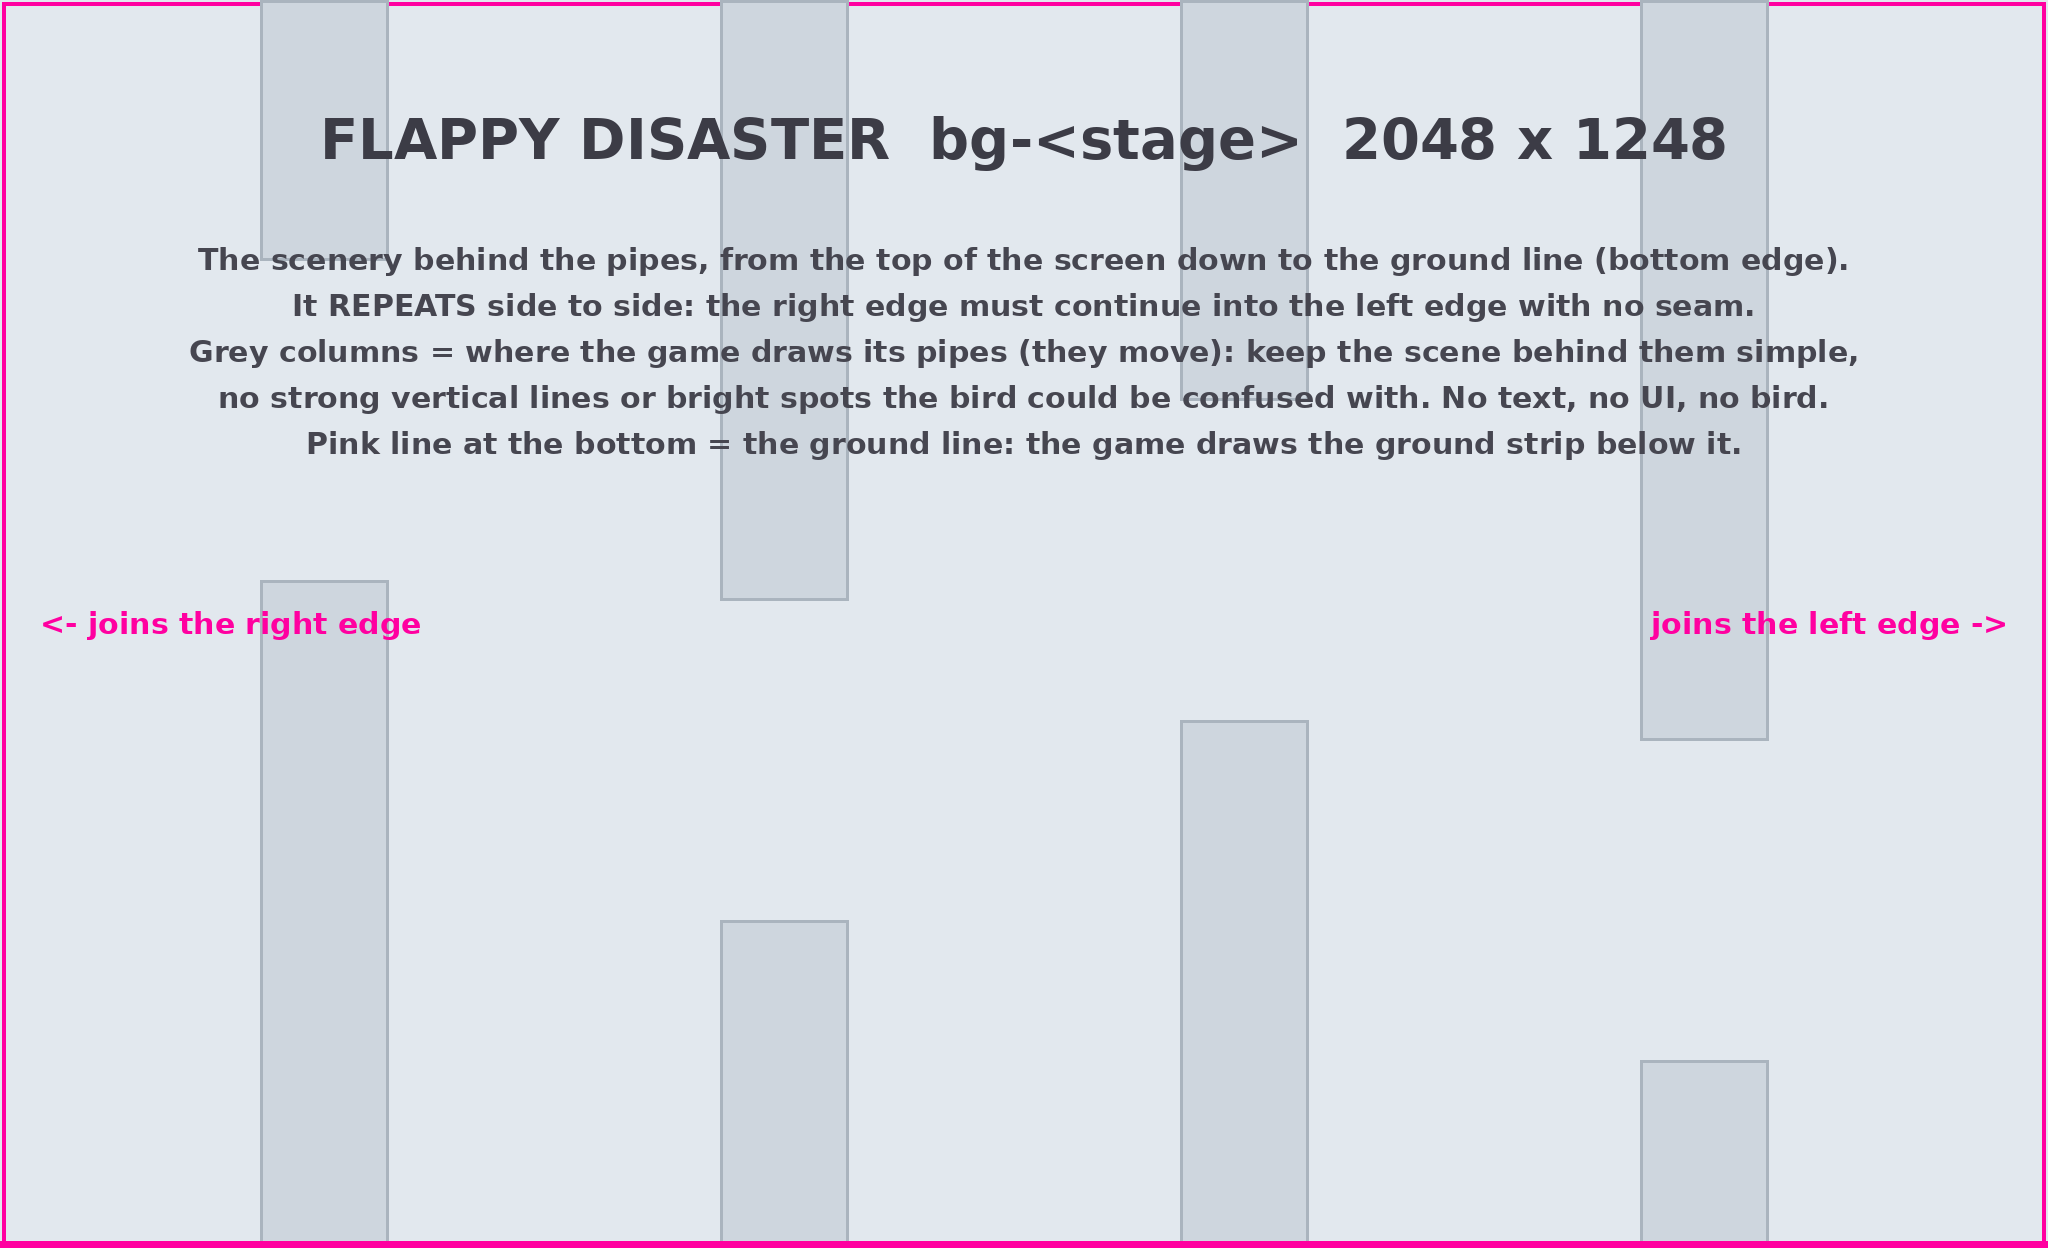 FLAPPY DISASTER bg-<stage> 2048 x 1248
The scenery behind the pipes, from the top of the screen down to the ground line (bottom edge).
It REPEATS side to side: the right edge must continue into the left edge with no seam.
Grey columns = where the game draws its pipes (they move): keep the scene behind them simple,
no strong vertical lines or bright spots the bird could be confused with. No text, no UI, no bird.
Pink line at the bottom = the ground line: the game draws the ground strip below it.
<- joins the right edge
joins the left edge ->